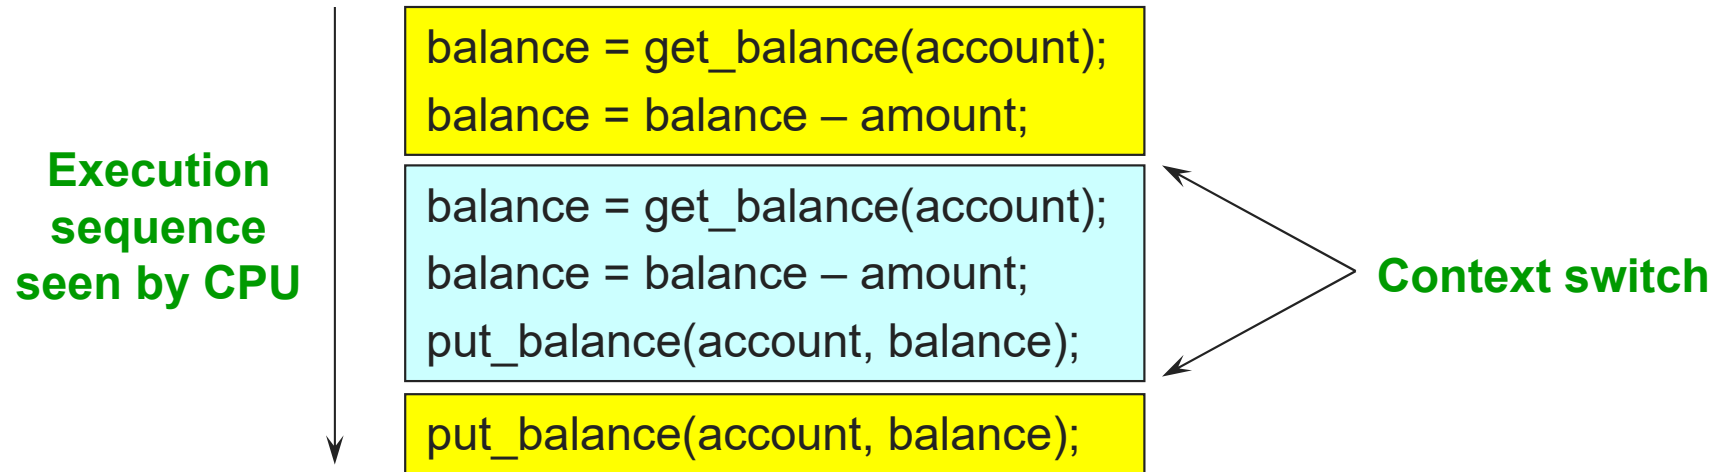 balance = get_balance(account);
balance = balance – amount;
Execution
sequence
seen by CPU
balance = get_balance(account);
balance = balance – amount;
put_balance(account, balance);
Context switch
put_balance(account, balance);